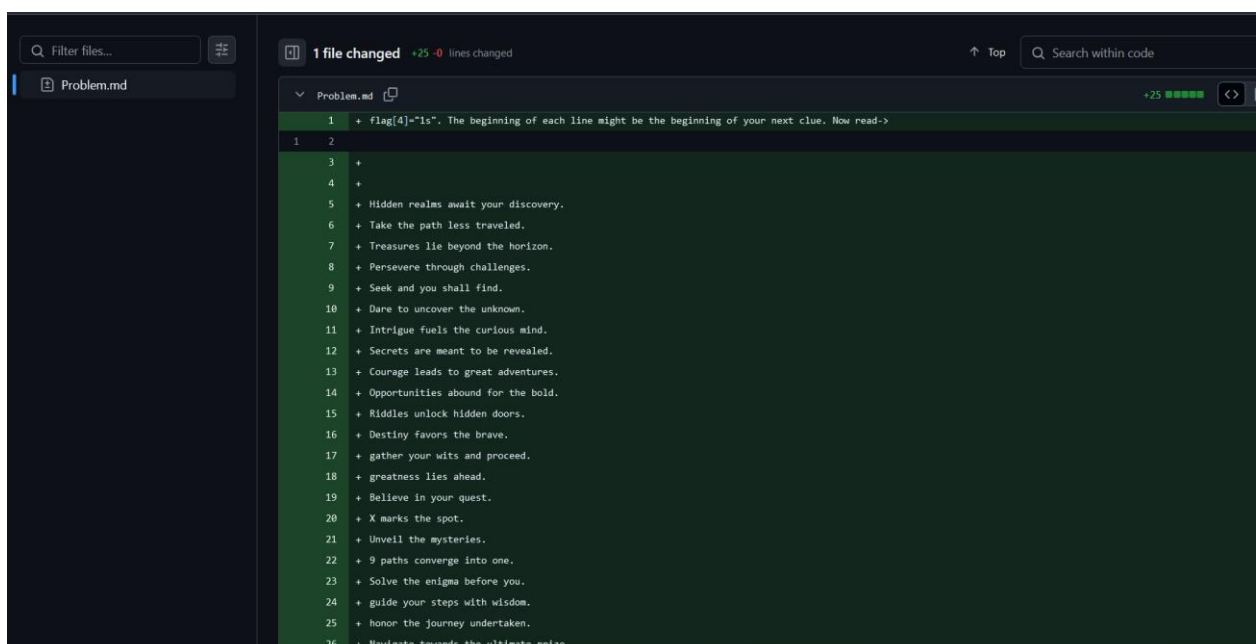 Filter files...
Problem.md
1 file changed +25 -0 lines changed
Top
Search within code
Problem.md
+25
1 + flag[4]="1s". The beginning of each line might be the beginning of your next clue. Now read->
1 2
3 +
4 +
5 + Hidden realms await your discovery.
6 + Take the path less traveled.
7 + Treasures lie beyond the horizon.
8 + Persevere through challenges.
9 + Seek and you shall find.
10 + Dare to uncover the unknown.
11 + Intrigue fuels the curious mind.
12 + Secrets are meant to be revealed.
13 + Courage leads to great adventures.
14 + Opportunities abound for the bold.
15 + Riddles unlock hidden doors.
16 + Destiny favors the brave.
17 + gather your wits and proceed.
18 + greatness lies ahead.
19 + Believe in your quest.
20 + X marks the spot.
21 + Unveil the mysteries.
22 + 9 paths converge into one.
23 + Solve the enigma before you.
24 + guide your steps with wisdom.
25 + honor the journey undertaken.
26 + Navigate towards the ultimate prize.